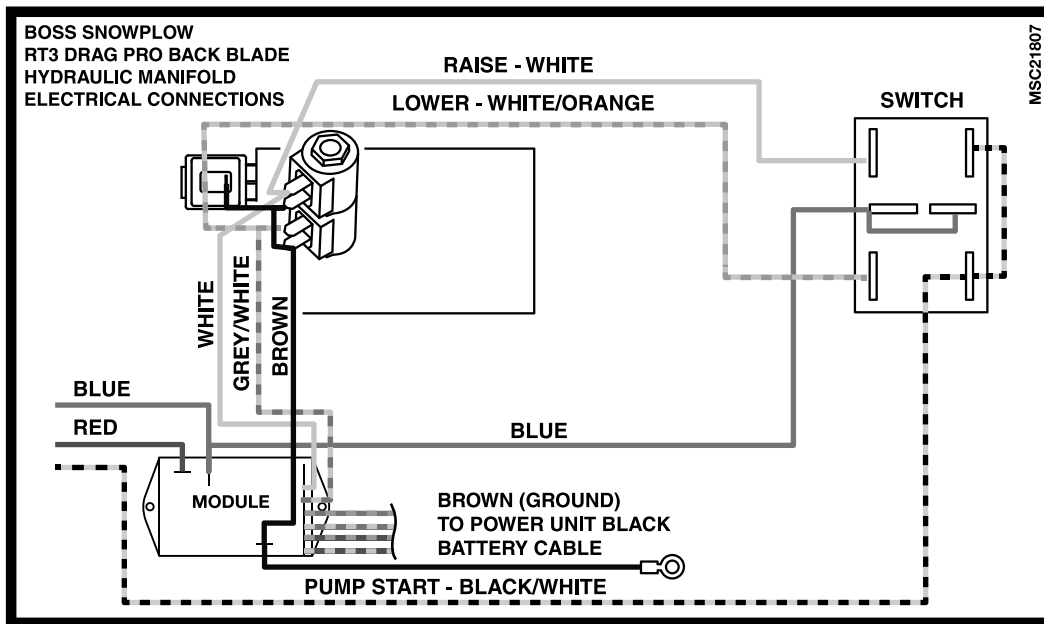 BOSS SNOWPLOW
RT3 DRAG PRO BACK BLADE
HYDRAULIC MANIFOLD
ELECTRICAL CONNECTIONS
MSC21807
RAISE - WHITE
LOWER - WHITE/ORANGE
SWITCH
WHITE
GREY/WHITE
BROWN
BLUE
RED
BLUE
MODULE
BROWN (GROUND)
TO POWER UNIT BLACK
BATTERY CABLE
PUMP START - BLACK/WHITE